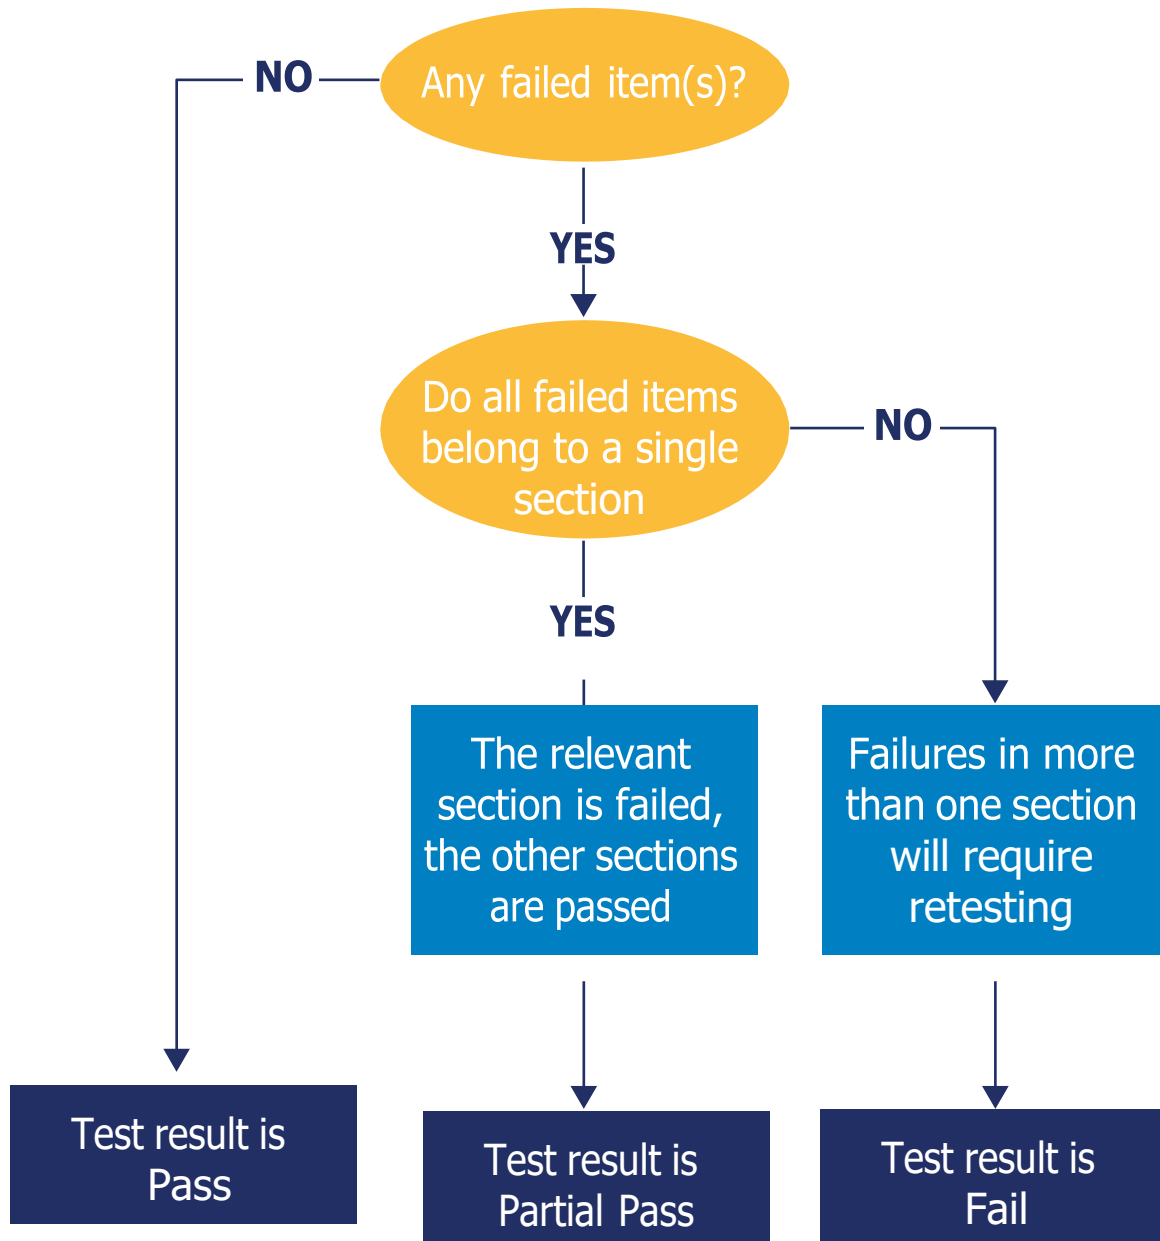 Any failed item(s)?
NO
YES
Do all failed items
belong to a single
section
NO
YES
The relevant
section is failed,
the other sections
are passed
Failures in more
than one section
will require
retesting
Test result is
Pass
Test result is
Partial Pass
Test result is
Fail